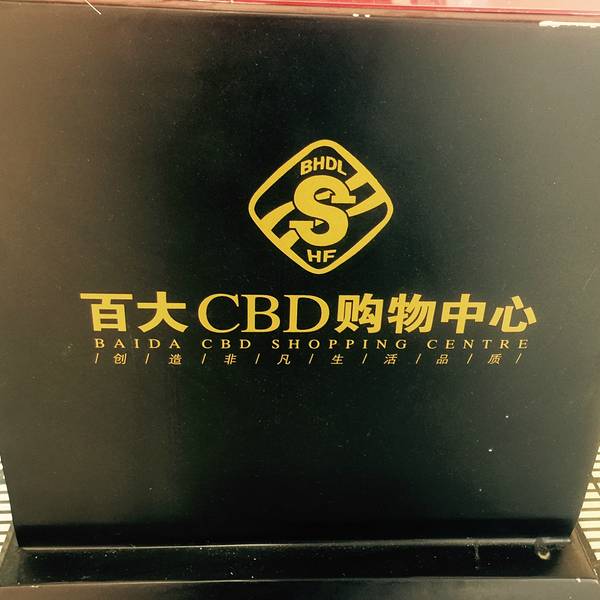 BHDL
S
HF
百大CBD购物中心
BAIDA CBD SHOPPING CENTRE
/创/造/非/凡/生/活/品/质/